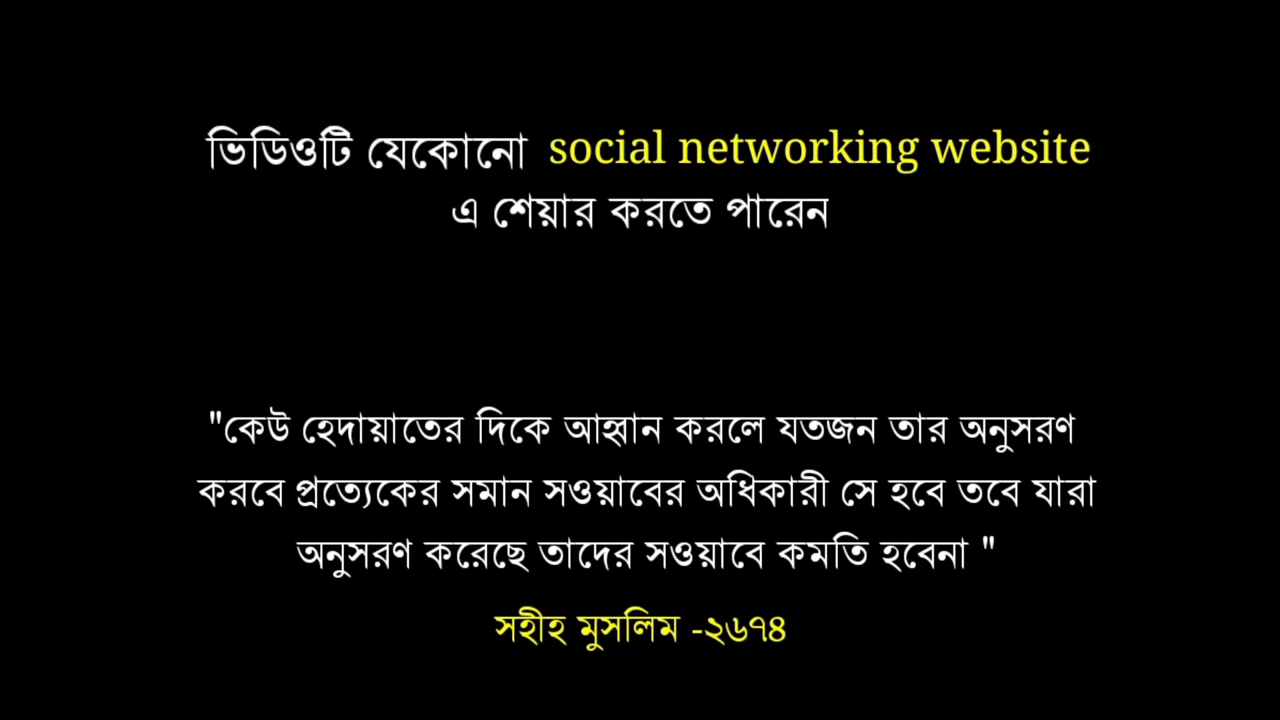 ভিডিওটি যেকোনো social networking website
এ শেয়ার করতে পারেন
"কেউ হেদায়াতের দিকে আহ্বান করলে যতজন তার অনুসরণ
করবে প্রত্যেকের সমান সওয়াবের অধিকারী সে হবে তবে যারা
অনুসরণ করেছে তাদের সওয়াবে কমতি হবেনা "
সহীহ মুসলিম -২৬৭৪